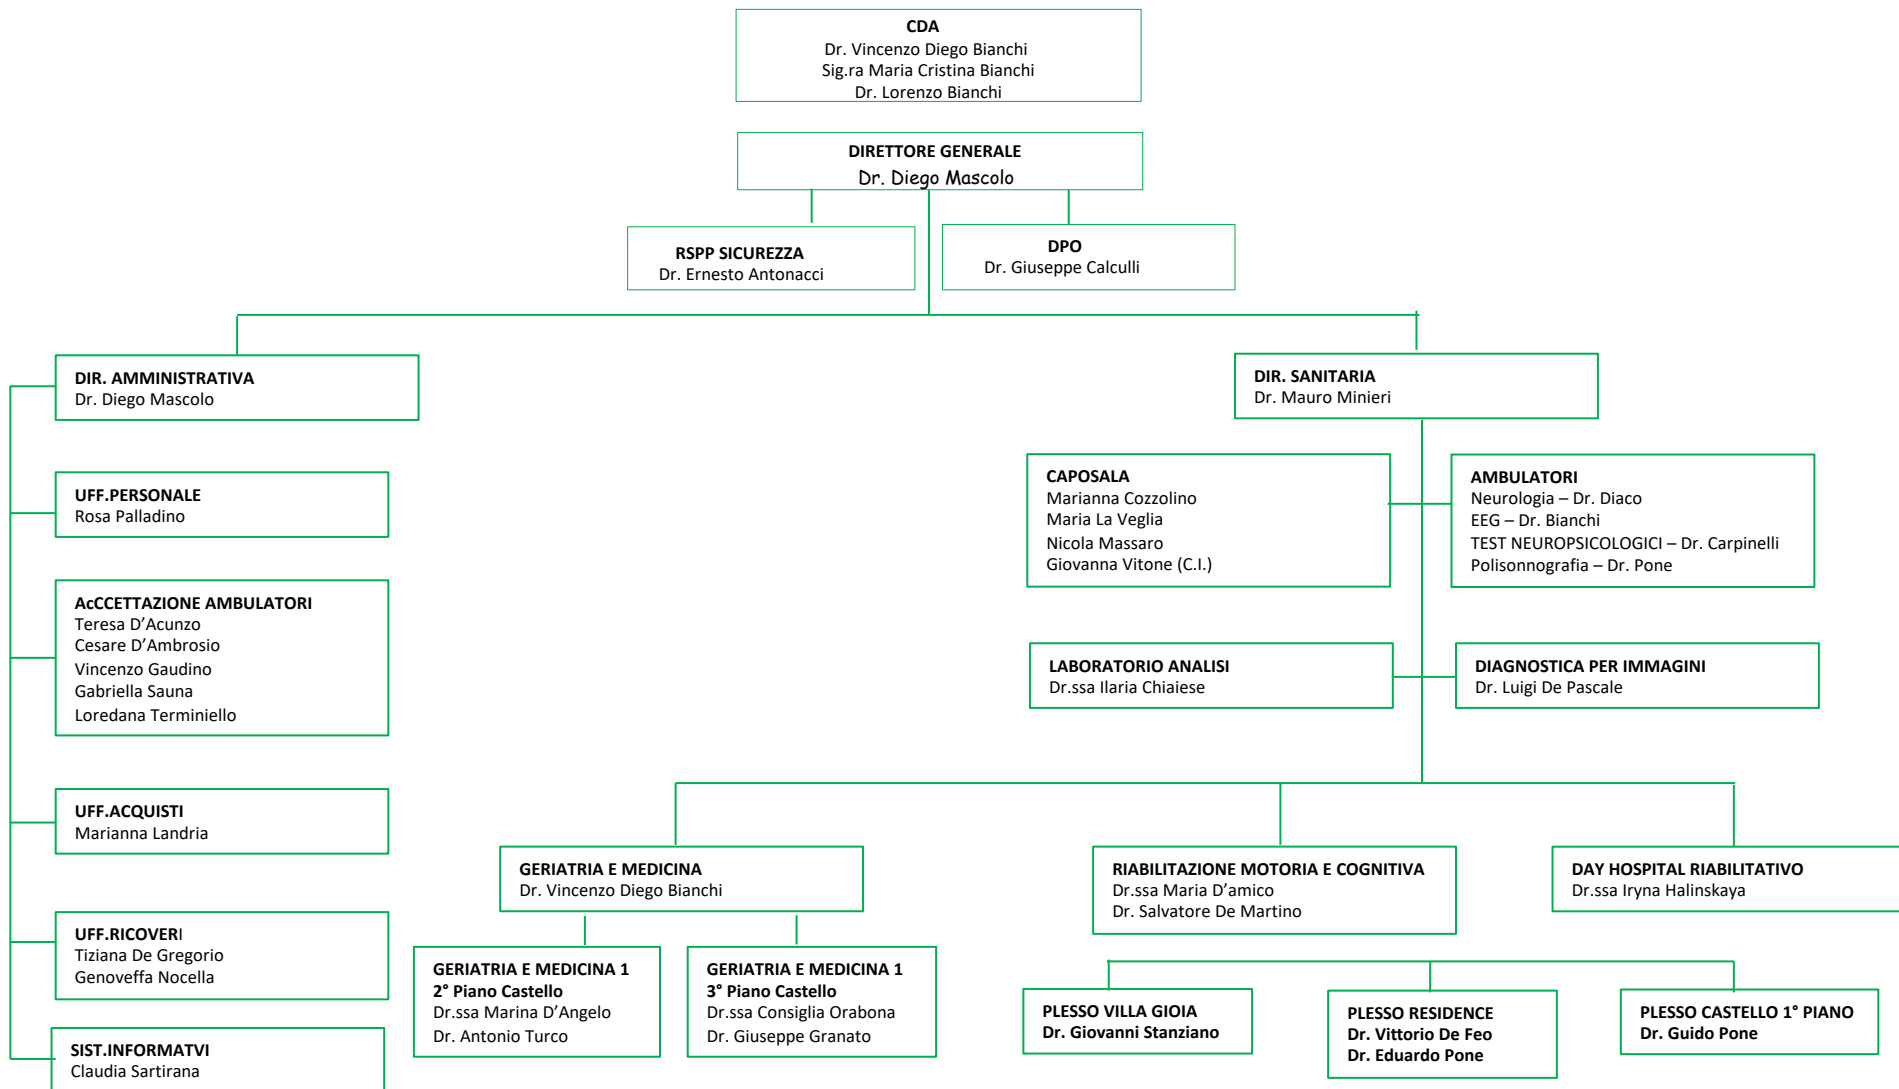 CDA
Dr. Vincenzo Diego Bianchi
Sig.ra Maria Cristina Bianchi
Dr. Lorenzo Bianchi
DIRETTORE GENERALE
Dr. Diego Mascolo
RSPP SICUREZZA
Dr. Ernesto Antonacci
DPO
Dr. Giuseppe Calculli
DIR. AMMINISTRATIVA
Dr. Diego Mascolo
UFF.PERSONALE
Rosa Palladino
AcCCETTAZIONE AMBULATORI
Teresa D’Acunzo
Cesare D’Ambrosio
Vincenzo Gaudino
Gabriella Sauna
Loredana Terminiello
UFF.ACQUISTI
Marianna Landria
UFF.RICOVERI
Tiziana De Gregorio
Genoveffa Nocella
SIST.INFORMATVI
Claudia Sartirana
DIR. SANITARIA
Dr. Mauro Minieri
CAPOSALA
Marianna Cozzolino
Maria La Veglia
Nicola Massaro
Giovanna Vitone (C.I.)
AMBULATORI
Neurologia – Dr. Diaco
EEG – Dr. Bianchi
TEST NEUROPSICOLOGICI – Dr. Carpinelli
Polisonnografia – Dr. Pone
LABORATORIO ANALISI
Dr.ssa Ilaria Chiaiese
DIAGNOSTICA PER IMMAGINI
Dr. Luigi De Pascale
GERIATRIA E MEDICINA
Dr. Vincenzo Diego Bianchi
GERIATRIA E MEDICINA 1
2° Piano Castello
Dr.ssa Marina D’Angelo
Dr. Antonio Turco
GERIATRIA E MEDICINA 1
3° Piano Castello
Dr.ssa Consiglia Orabona
Dr. Giuseppe Granato
RIABILITAZIONE MOTORIA E COGNITIVA
Dr.ssa Maria D’amico
Dr. Salvatore De Martino
DAY HOSPITAL RIABILITATIVO
Dr.ssa Iryna Halinskaya
PLESSO VILLA GIOIA
Dr. Giovanni Stanziano
PLESSO RESIDENCE
Dr. Vittorio De Feo
Dr. Eduardo Pone
PLESSO CASTELLO 1° PIANO
Dr. Guido Pone